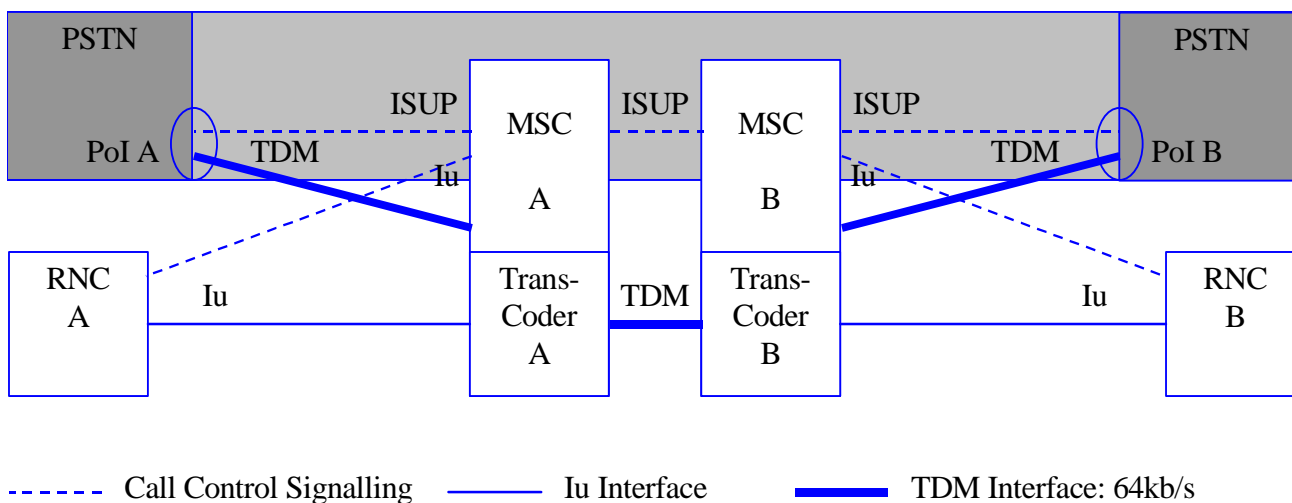 PSTN
PSTN
ISUP
ISUP
ISUP
MSC
A
MSC
B
PoI A
TDM
TDM
PoI B
Iu
Iu
RNC
A
Iu
Trans-
Coder
A
TDM
Trans-
Coder
B
Iu
RNC
B
Call Control Signalling
Iu Interface
TDM Interface: 64kb/s